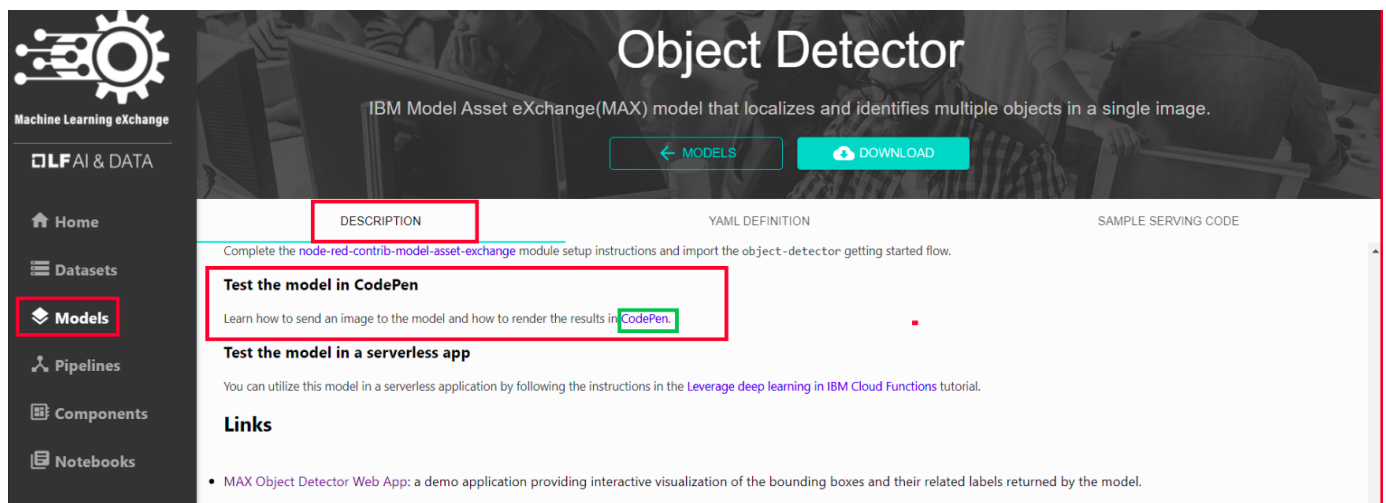 Machine Learning eXchange
LF AI & DATA
Home
Datasets
Models
Pipelines
Components
Notebooks
Object Detector
IBM Model Asset eXchange(MAX) model that localizes and identifies multiple objects in a single image.
MODELS
DOWNLOAD
DESCRIPTION
YAML DEFINITION
SAMPLE SERVING CODE
Complete the node-red-contrib-model-asset-exchange module setup instructions and import the object-detector getting started flow.
Test the model in CodePen
Learn how to send an image to the model and how to render the results in CodePen.
Test the model in a serverless app
You can utilize this model in a serverless application by following the instructions in the Leverage deep learning in IBM Cloud Functions tutorial.
Links
• MAX Object Detector Web App: a demo application providing interactive visualization of the bounding boxes and their related labels returned by the model.